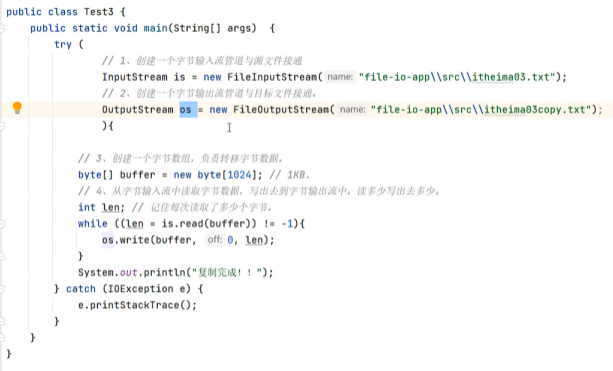 public class Test3 {
public static void main(String[] args)  {
try (
// 1、创建一个字节输入流管道与源文件接通
InputStream is = new FileInputStream( name: "file-io-app\\src\\itheima03.txt");
// 2、创建一个字节输出流管道与目标文件接通。
OutputStream os = new FileOutputStream( name: "file-io-app\\src\\itheima03copy.txt");
){
// 3、创建一个字节数组，负责转移字节数据。
byte[] buffer = new byte[1024]; // 1KB.
// 4、从字节输入流中读取字节数据，写出去到字节输出流中。读多少写出去多少。
int len; // 记住每次读取了多少个字节。
while ((len = is.read(buffer)) != -1){
os.write(buffer, off: 0, len);
}
System.out.println("复制完成！！");
} catch (IOException e) {
e.printStackTrace();
}
}
}